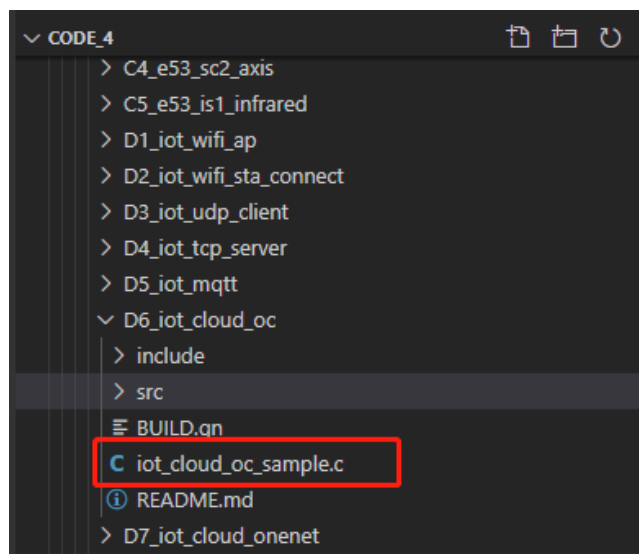 CODE_4
C4_e53_sc2_axis
C5_e53_is1_infrared
D1_iot_wifi_ap
D2_iot_wifi_sta_connect
D3_iot_udp_client
D4_iot_tcp_server
D5_iot_mqtt
D6_iot_cloud_oc
include
src
BUILD.gn
C iot_cloud_oc_sample.c
README.md
D7_iot_cloud_onenet